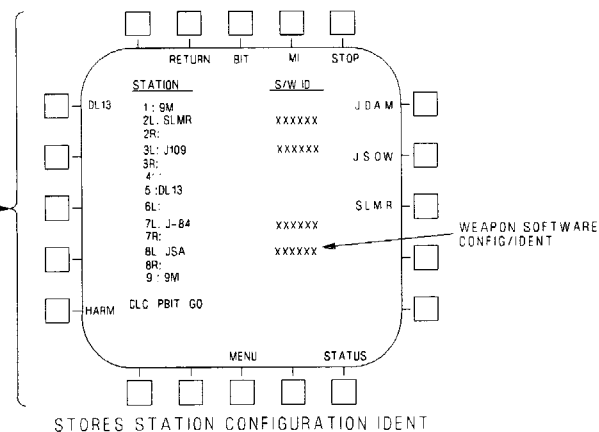 RETURN BIT MI STOP
STATION S/W ID
DL13 1: 9M JDAM
2L: SLMR XXXXXX
2R:
3L: J109 XXXXXX JSOW
3R:
4:
5 :DL13
6L: SLMR
7L: J-84 XXXXXX
7R:
8L: JSA XXXXXX
8R:
9 : 9M
WEAPON SOFTWARE
CONFIG/IDENT
HARM CLC PBIT GO
MENU STATUS
STORES STATION CONFIGURATION IDENT